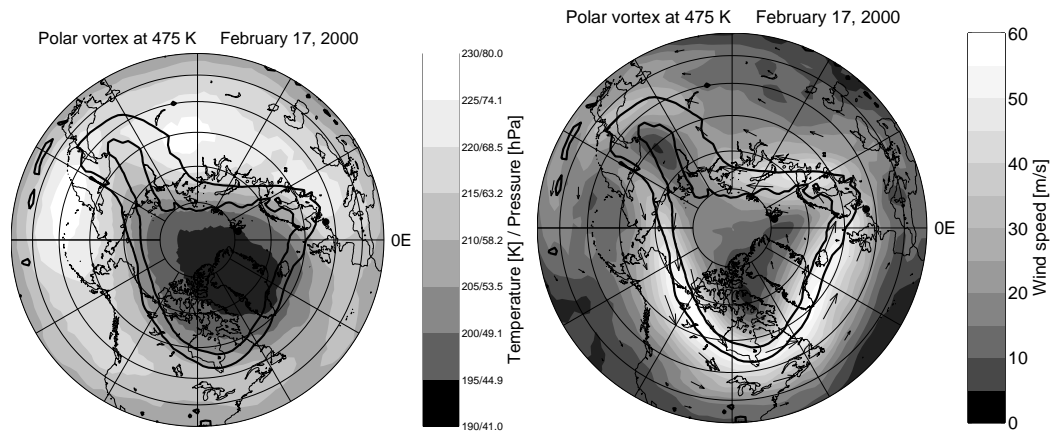 Polar vortex at 475 K February 17, 2000
230/80.0
225/74.1
220/68.5
215/63.2
210/58.2
205/53.5
200/49.1
195/44.9
190/41.0
Temperature [K] / Pressure [hPa]
0E
Polar vortex at 475 K February 17, 2000
60
50
40
30
20
10
0
Wind speed [m/s]
0E